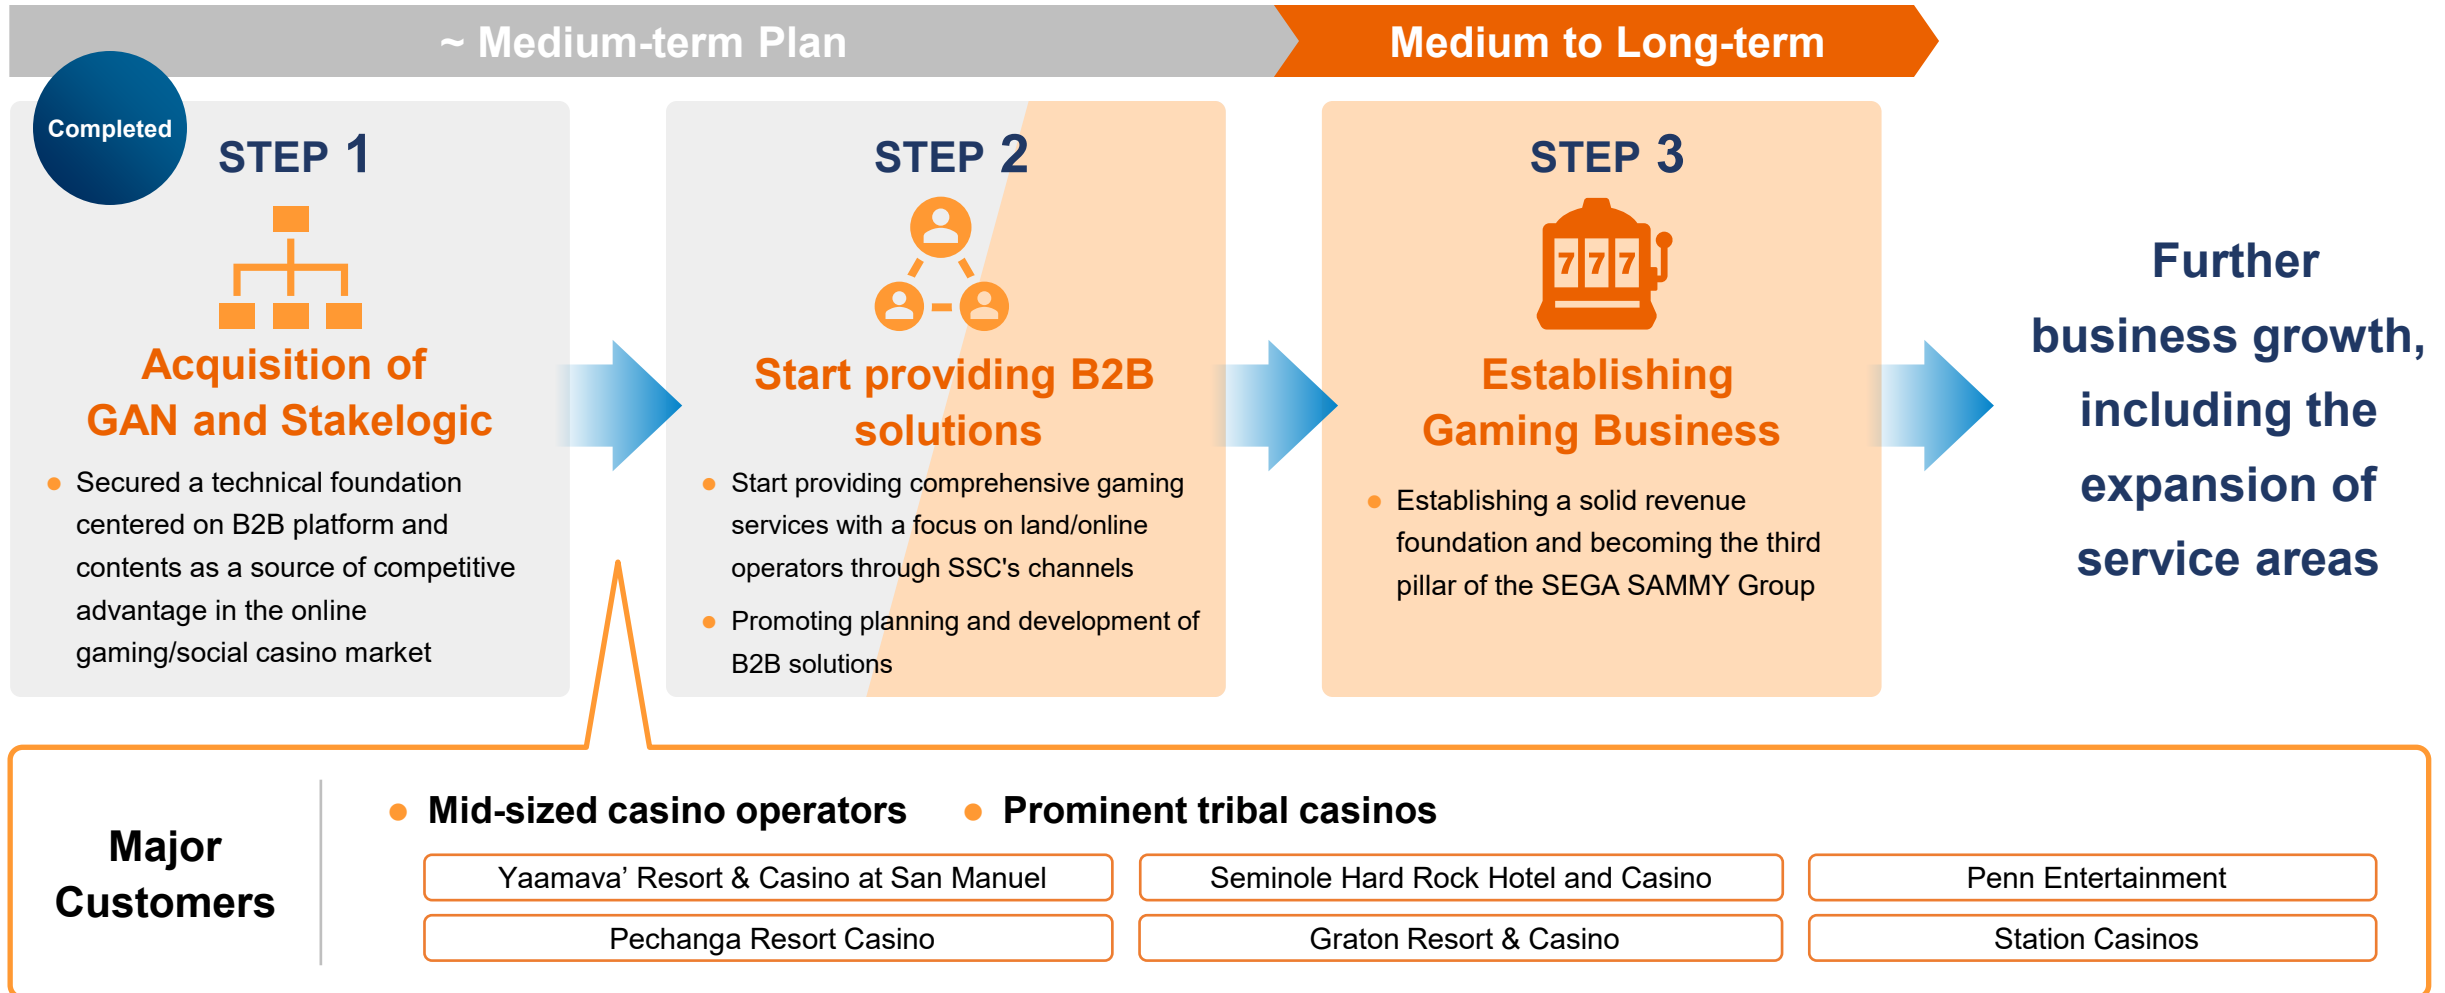 ~ Medium-term Plan
Medium to Long-term
Completed
STEP 1
Acquisition of
GAN and Stakelogic
● Secured a technical foundation
centered on B2B platform and
contents as a source of competitive
advantage in the online
gaming/social casino market
STEP 2
Start providing B2B
solutions
● Start providing comprehensive gaming
services with a focus on land/online
operators through SSC's channels
● Promoting planning and development of
B2B solutions
STEP 3
777
Establishing
Gaming Business
● Establishing a solid revenue
foundation and becoming the third
pillar of the SEGA SAMMY Group
Further
business growth,
including the
expansion of
service areas
Major
Customers
● Mid-sized casino operators ● Prominent tribal casinos
Yaamava’ Resort & Casino at San Manuel
Seminole Hard Rock Hotel and Casino
Penn Entertainment
Pechanga Resort Casino
Graton Resort & Casino
Station Casinos